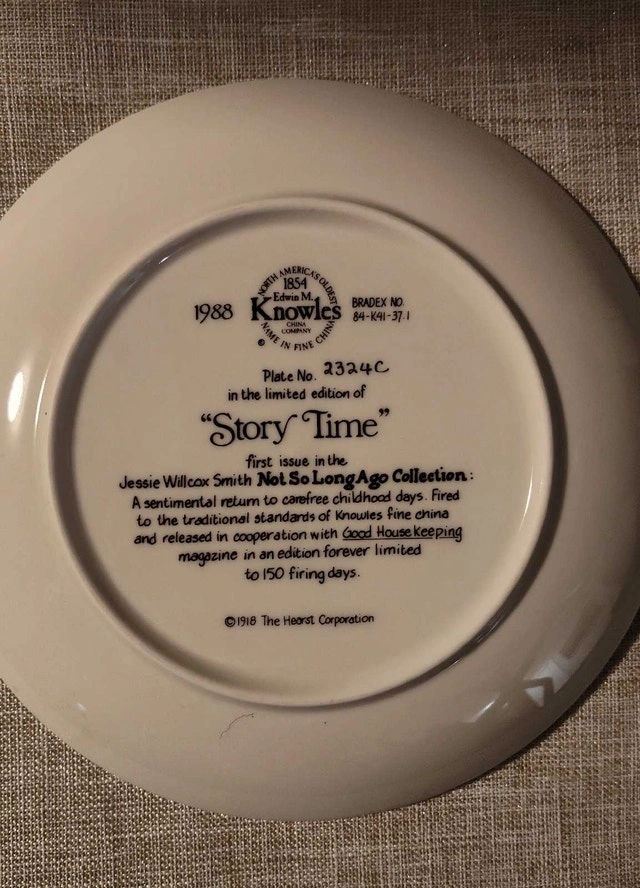 NORTH AMERICA'S OLDEST
1854
Edwin M.
1988 Knowles BRADEX NO.
84-K41-37.1
CHINA
COMPANY
NAME IN FINE CHINA
©
Plate No. 2324C
in the limited edition of
“Story Time”
first issue in the
Jessie Willcox Smith Not So Long Ago Collection:
A sentimental return to carefree childhood days. Fired
to the traditional standards of Knowles fine china
and released in cooperation with Good Housekeeping
magazine in an edition forever limited
to 150 firing days.
©1918 The Hearst Corporation